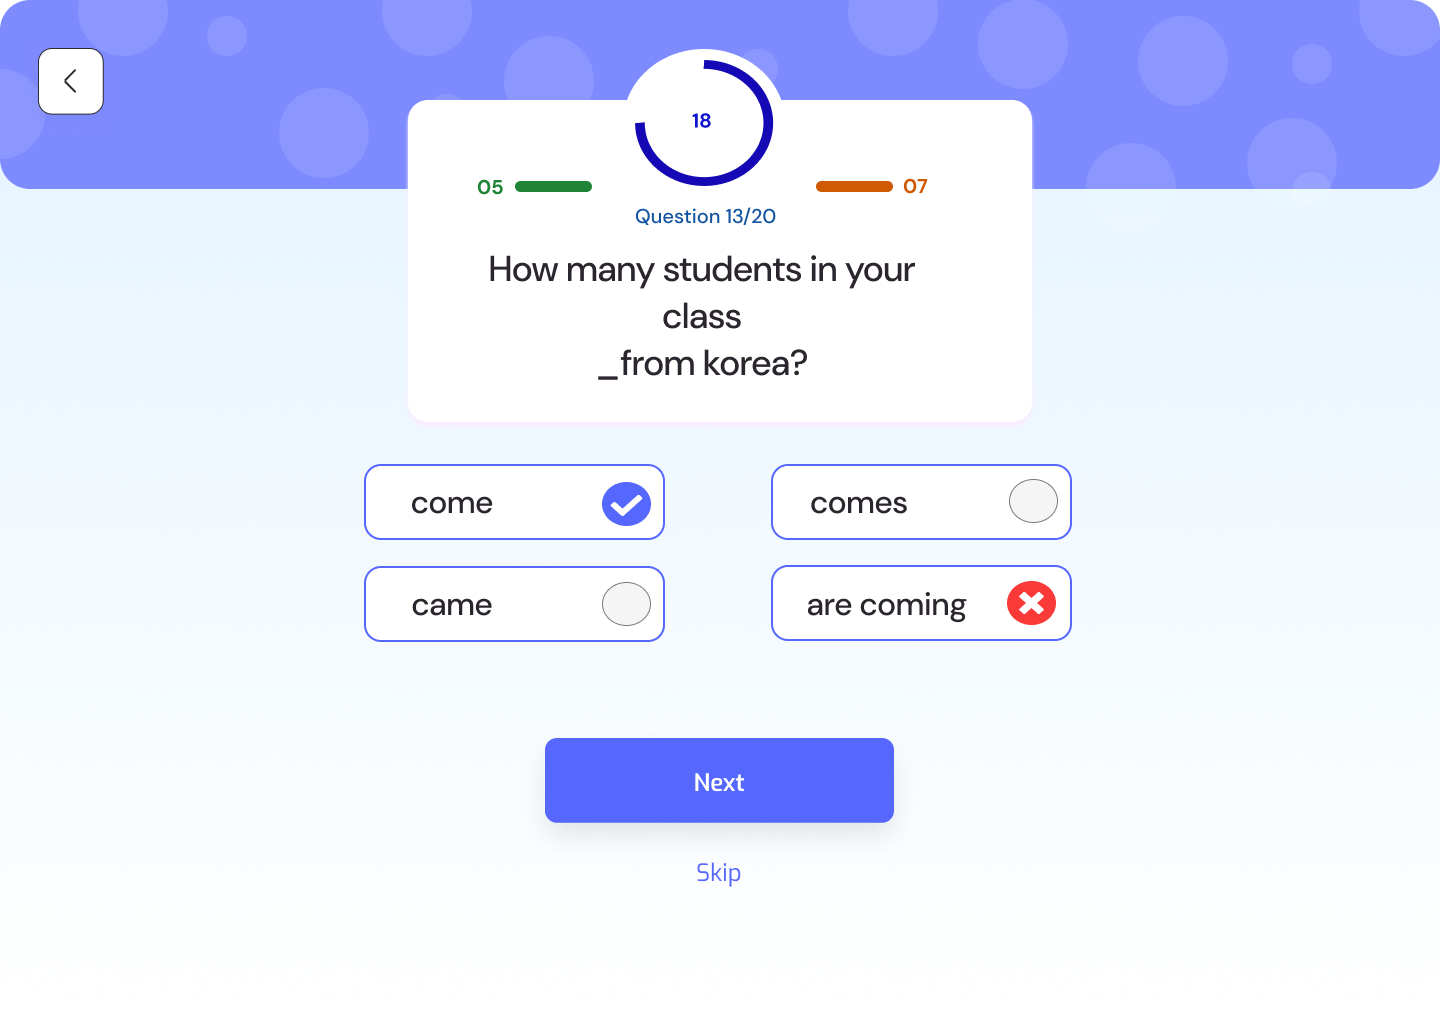 18
05
07
Question 13/20
How many students in your
class
_from korea?
come
comes
came
are coming
Next
Skip